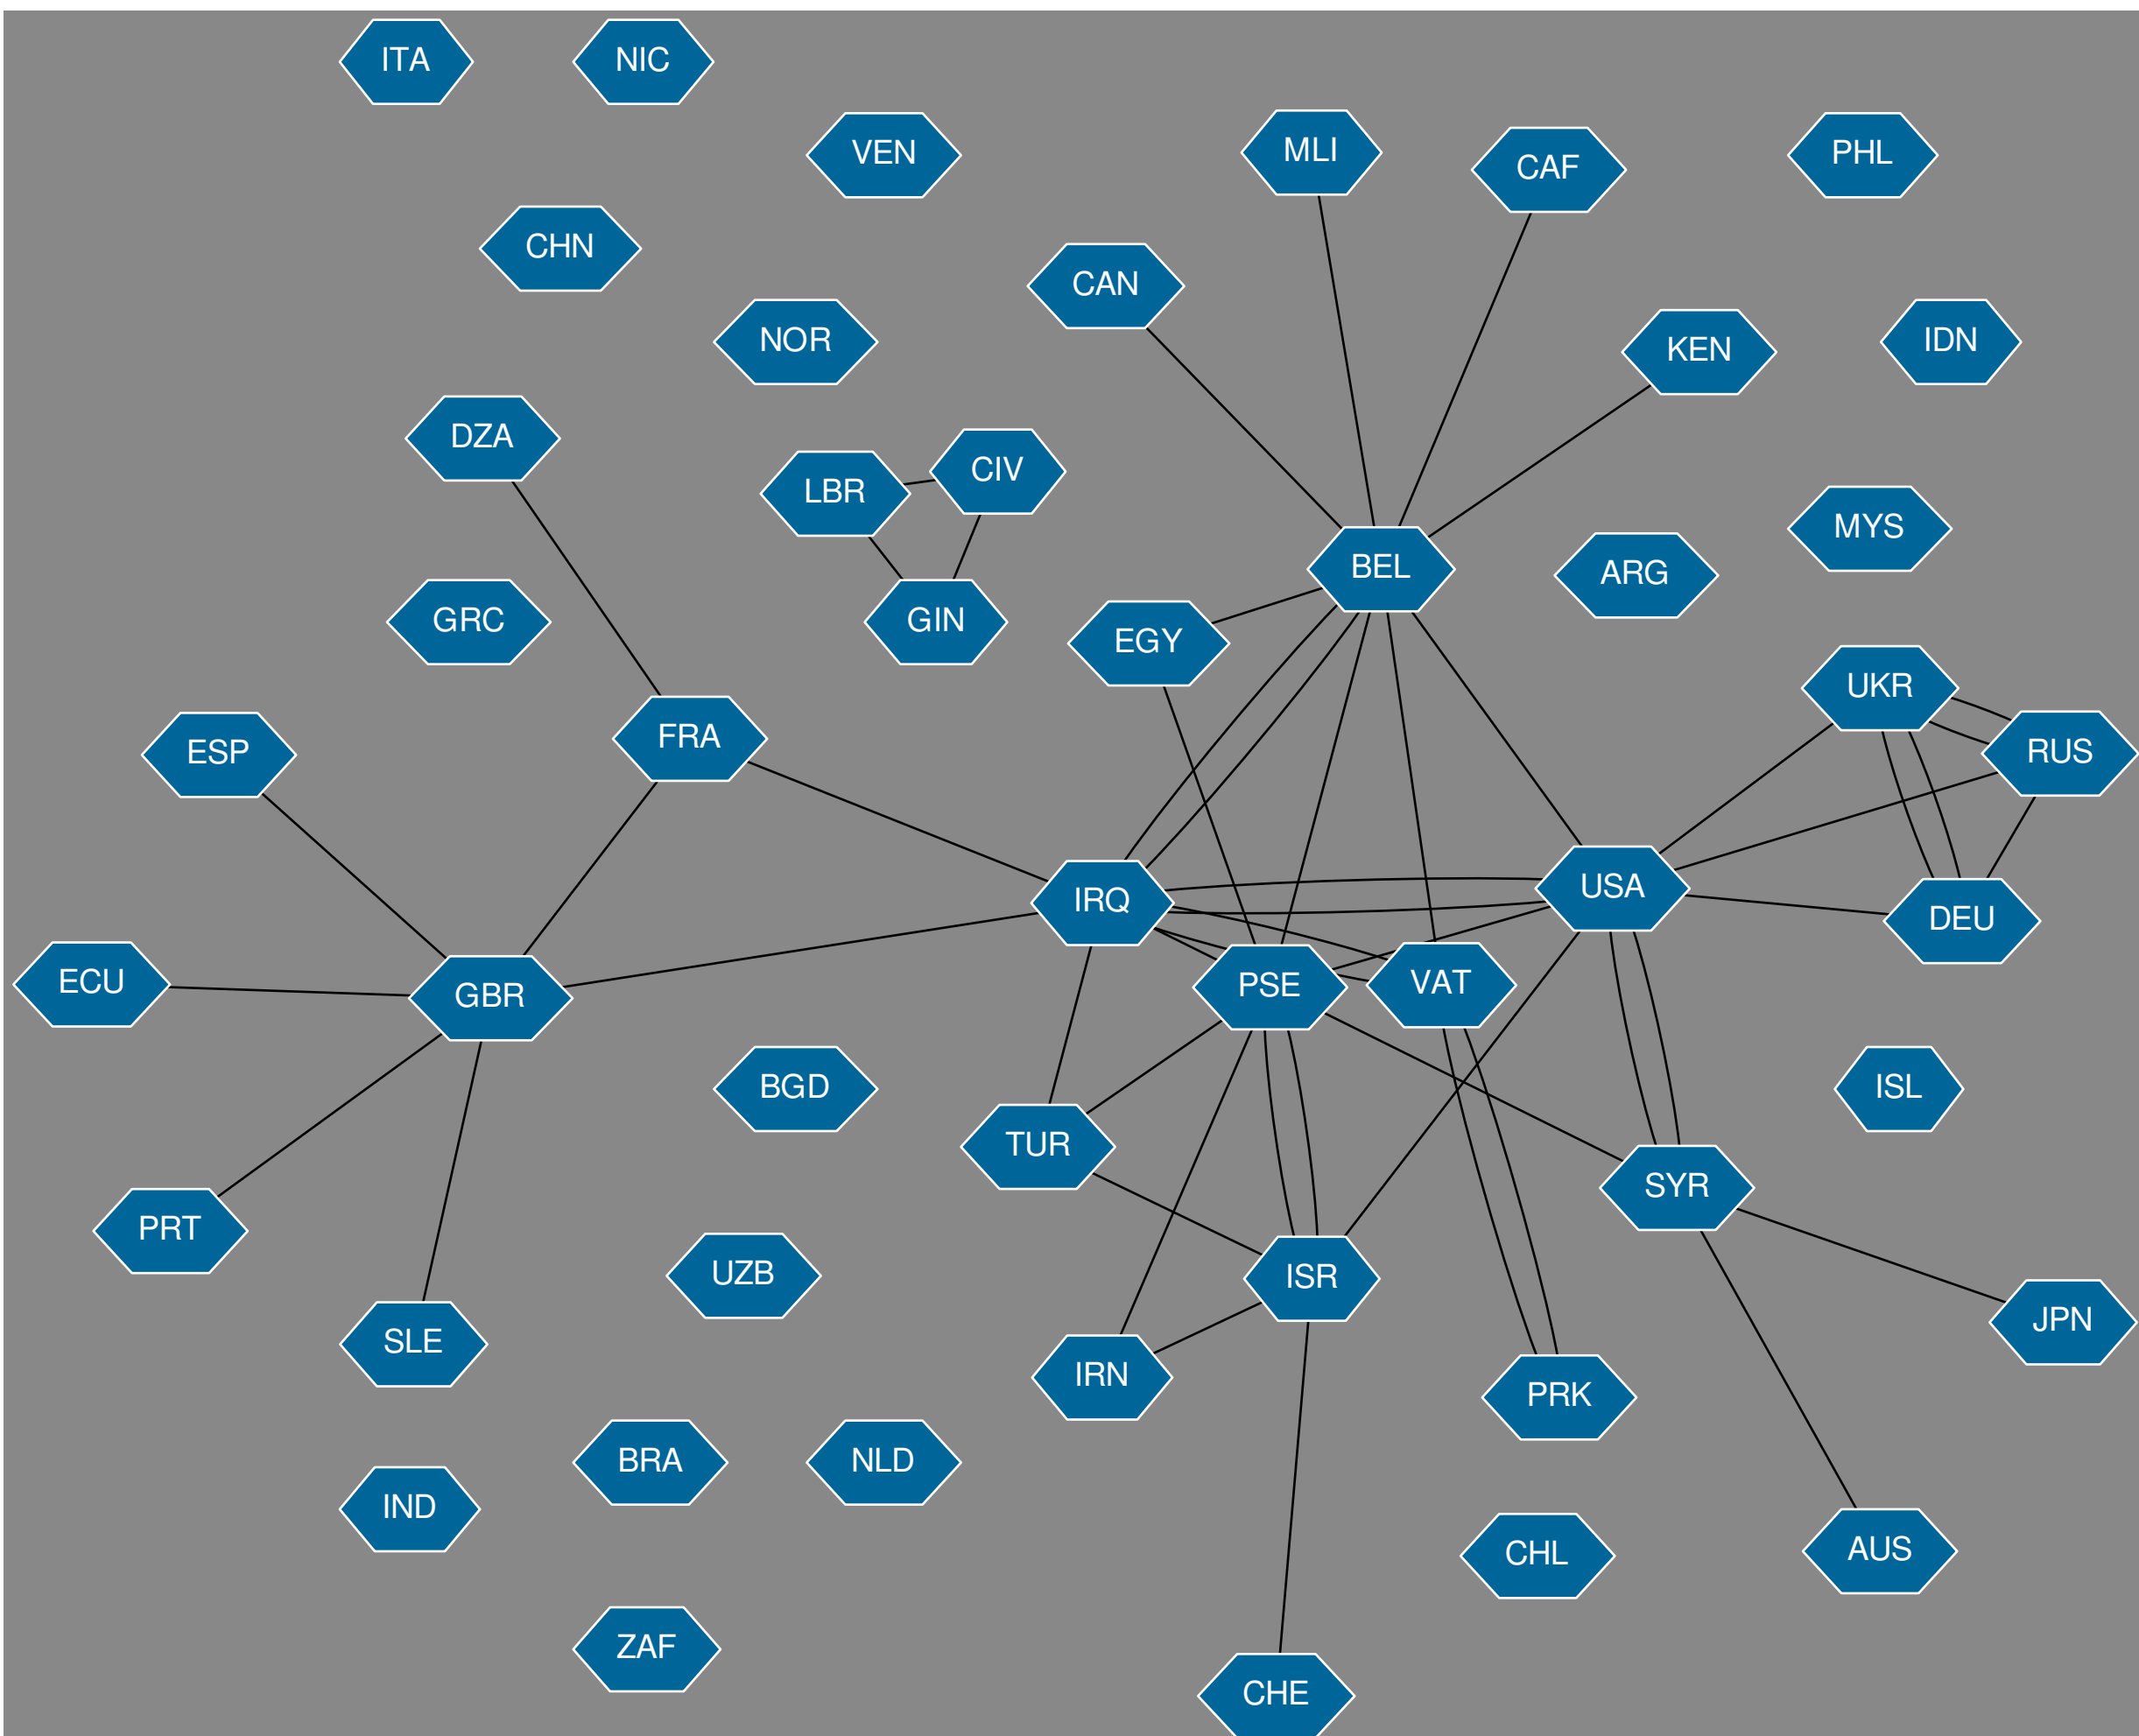 ITA
NIC
VEN
MLI
CAF
PHL
CHN
CAN
NOR
KEN
IDN
DZA
LBR
CIV
MYS
BEL
ARG
GRC
GIN
EGY
UKR
ESP
FRA
RUS
IRQ
USA
DEU
ECU
GBR
PSE
VAT
BGD
ISL
TUR
SYR
PRT
UZB
ISR
SLE
JPN
IRN
PRK
BRA
NLD
IND
CHL
AUS
ZAF
CHE